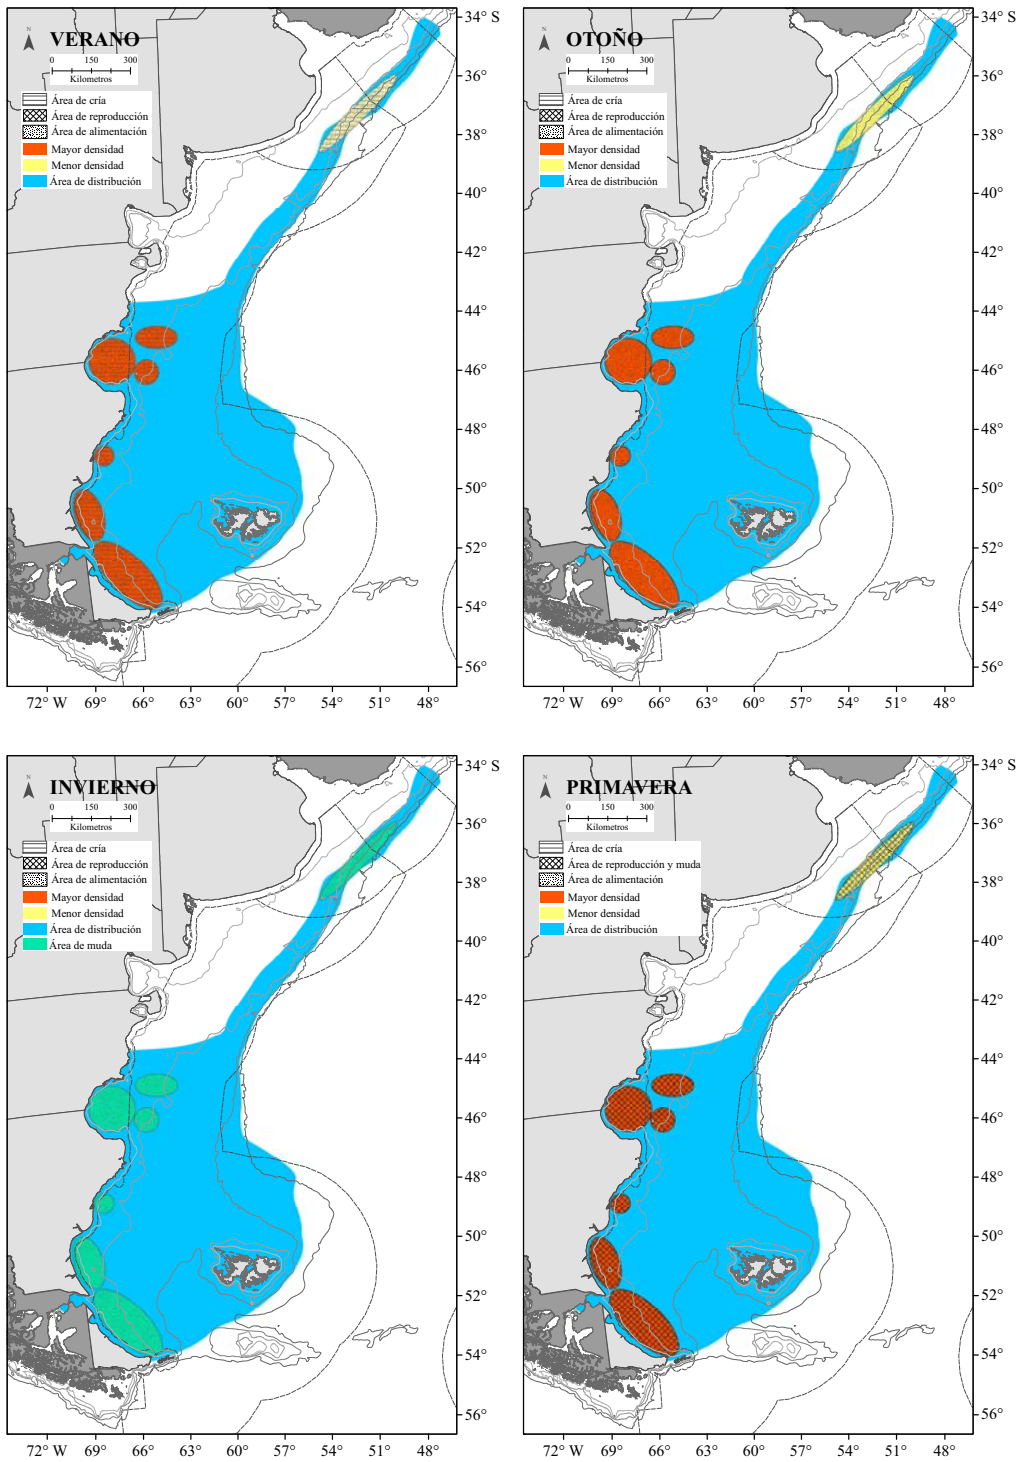 N
VERANO
0 150 300
Kilometros
Área de cría
Área de reproducción
Área de alimentación
Mayor densidad
Menor densidad
Área de distribución
34° S
36°
38°
40°
42°
44°
46°
48°
50°
52°
54°
56°
72° W 69° 66° 63° 60° 57° 54° 51° 48°
N
OTOÑO
0 150 300
Kilometros
Área de cría
Área de reproducción
Área de alimentación
Mayor densidad
Menor densidad
Área de distribución
34° S
36°
38°
40°
42°
44°
46°
48°
50°
52°
54°
56°
72° W 69° 66° 63° 60° 57° 54° 51° 48°
N
INVIERNO
0 150 300
Kilometros
Área de cría
Área de reproducción
Área de alimentación
Mayor densidad
Menor densidad
Área de distribución
Área de muda
34° S
36°
38°
40°
42°
44°
46°
48°
50°
52°
54°
56°
72° W 69° 66° 63° 60° 57° 54° 51° 48°
N
PRIMAVERA
0 150 300
Kilometros
Área de cría
Área de reproducción y muda
Área de alimentación
Mayor densidad
Menor densidad
Área de distribución
34° S
36°
38°
40°
42°
44°
46°
48°
50°
52°
54°
56°
72° W 69° 66° 63° 60° 57° 54° 51° 48°